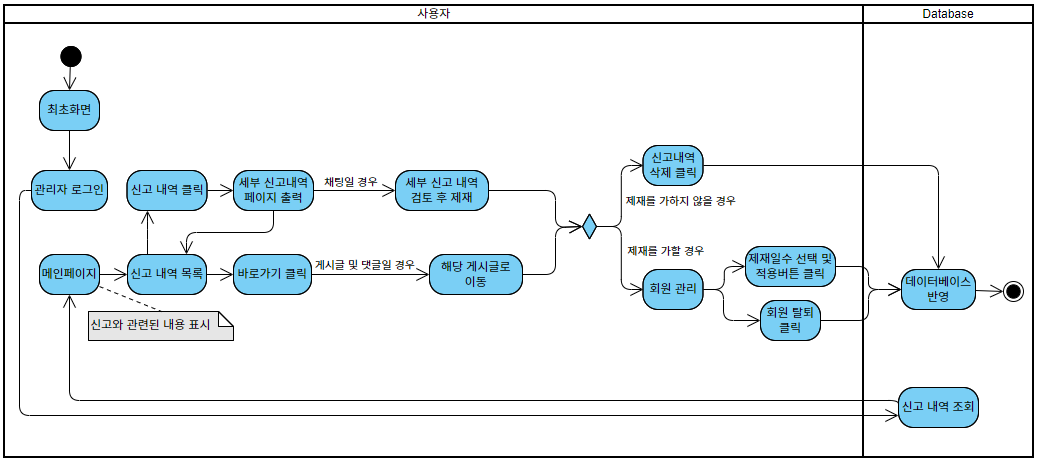 사용자
Database
최초화면
관리자 로그인
신고 내역 클릭
세부 신고내역
페이지 출력
채팅일 경우
세부 신고 내역
검토 후 제재
신고내역
삭제 클릭
제재를 가하지 않을 경우
제재를 가할 경우
메인페이지
신고 내역 목록
바로가기 클릭
게시글 및 댓글일 경우
해당 게시글로
이동
회원 관리
제재일수 선택 및
적용버튼 클릭
회원 탈퇴
클릭
데이터베이스
반영
신고와 관련된 내용 표시
신고 내역 조회